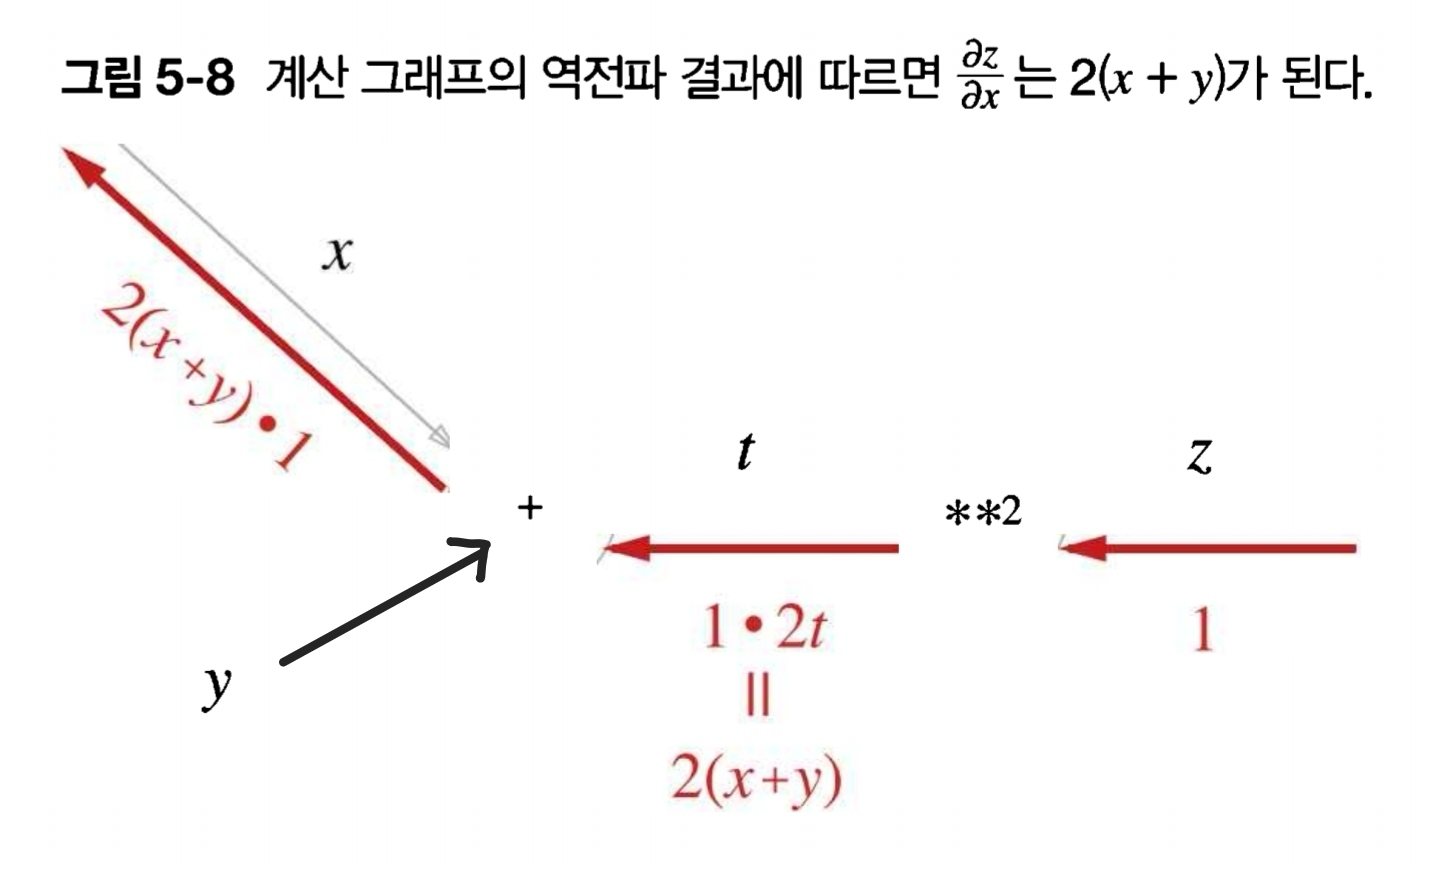 그림 5-8 계산 그래프의 역전파 결과에 따르면 ∂z/∂x 는 2(x + y)가 된다.
x
2(x+y)•1
t
z
+
**2
1•2t
1
=
y
2(x+y)